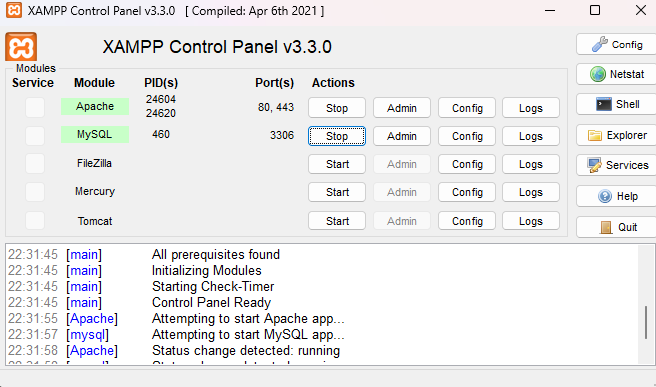 XAMPP Control Panel v3.3.0 [ Compiled: Apr 6th 2021 ]
XAMPP Control Panel v3.3.0
Config
Modules
Service Module PID(s) Port(s) Actions
Netstat
Apache 24604 24620 80, 443 Stop Admin Config Logs
Shell
MySQL 460 3306 Stop Admin Config Logs
Explorer
FileZilla Start Admin Config Logs
Services
Mercury Start Admin Config Logs
Help
Tomcat Start Admin Config Logs
Quit
22:31:45 [main] All prerequisites found
22:31:45 [main] Initializing Modules
22:31:45 [main] Starting Check-Timer
22:31:45 [main] Control Panel Ready
22:31:55 [Apache] Attempting to start Apache app...
22:31:57 [mysql] Attempting to start MySQL app...
22:31:58 [Apache] Status change detected: running